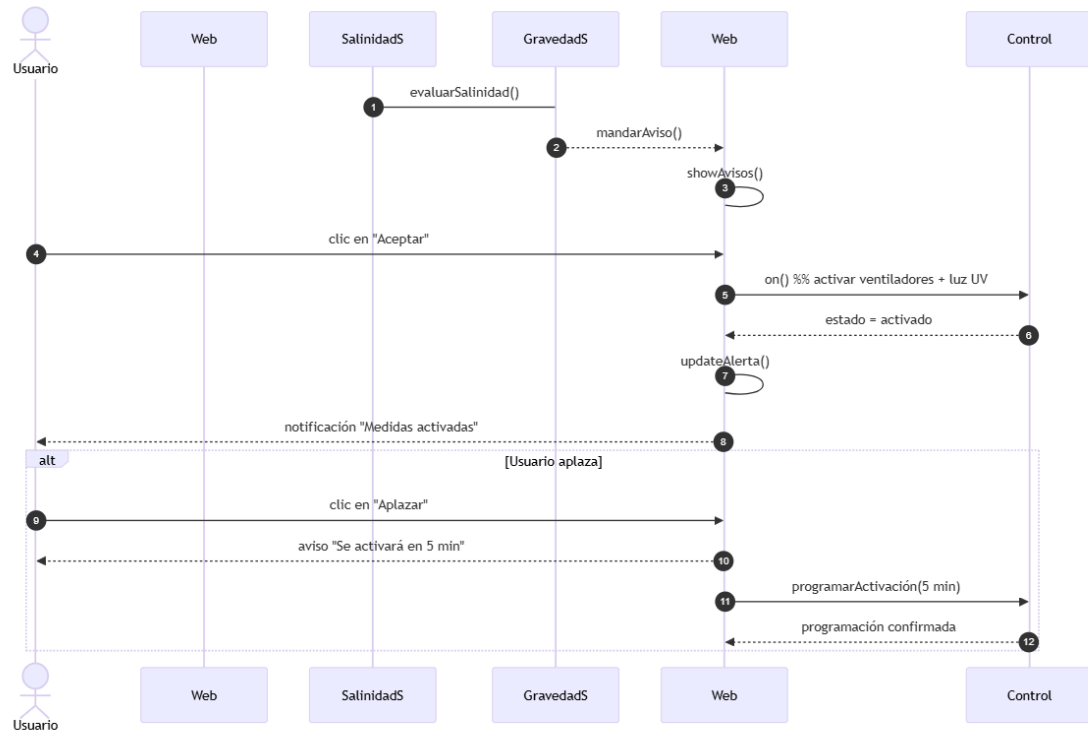 Usuario
Web
SalinidadS
GravedadS
Web
Control
evaluarSalinidad()
1
mandarAviso()
2
showAvisos()
3
clic en "Aceptar"
4
on() %% activar ventiladores + luz UV
5
estado = activado
6
updateAlerta()
7
notificación "Medidas activadas"
8
alt
[Usuario aplaza]
clic en "Aplazar"
9
aviso "Se activará en 5 min"
10
programarActivación(5 min)
11
programación confirmada
12
Usuario
Web
SalinidadS
GravedadS
Web
Control